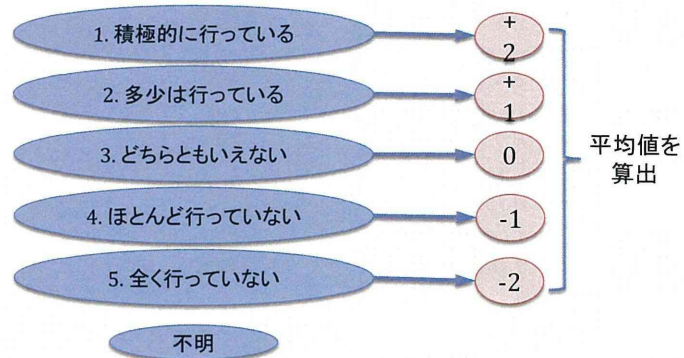 1. 積極的に行っている
+
2
2. 多少は行っている
+
1
3. どちらともいえない
0
4. ほとんど行っていない
-1
5. 全く行っていない
-2
不明
平均値を
算出